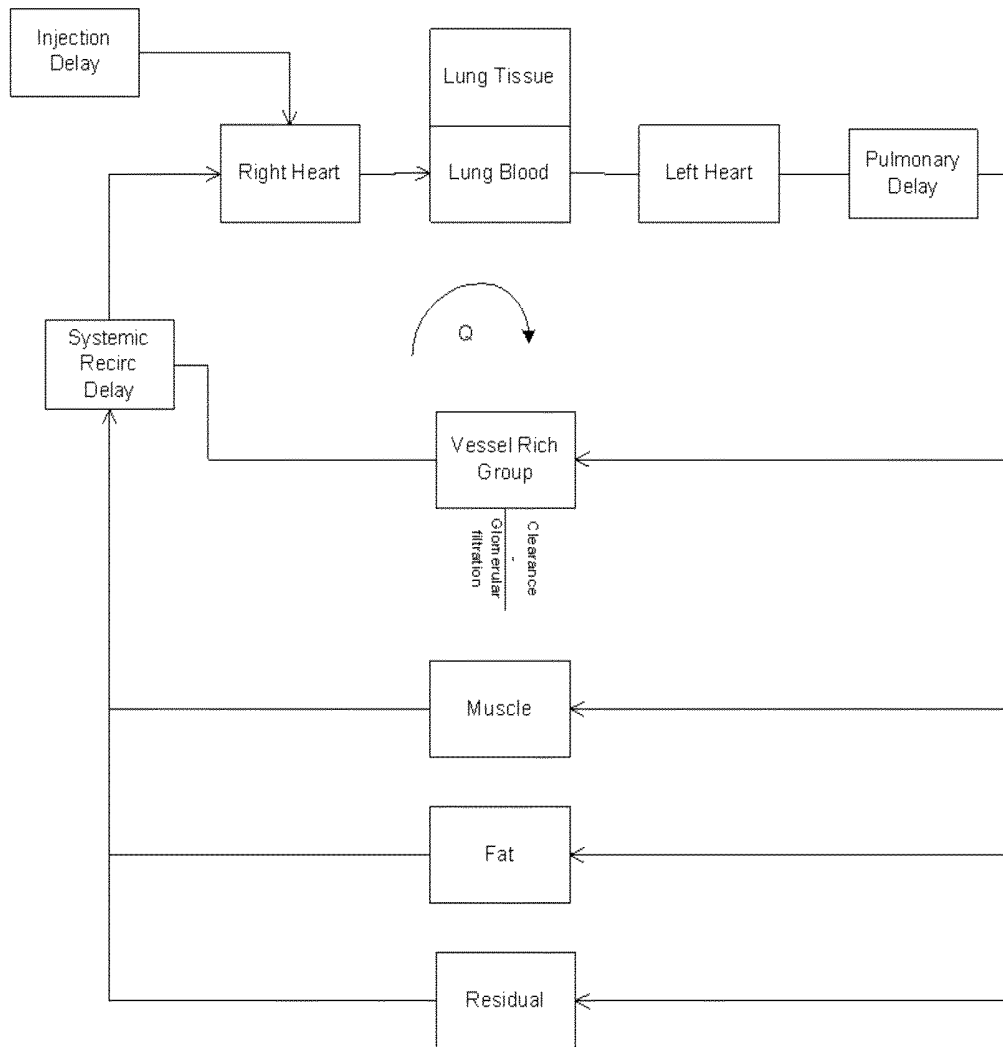 Injection
Delay
Lung Tissue
Right Heart
Lung Blood
Left Heart
Pulmonary
Delay
Systemic
Recirc
Delay
Q
Vessel Rich
Group
Clearance
-
Glomerular
filtration
Muscle
Fat
Residual